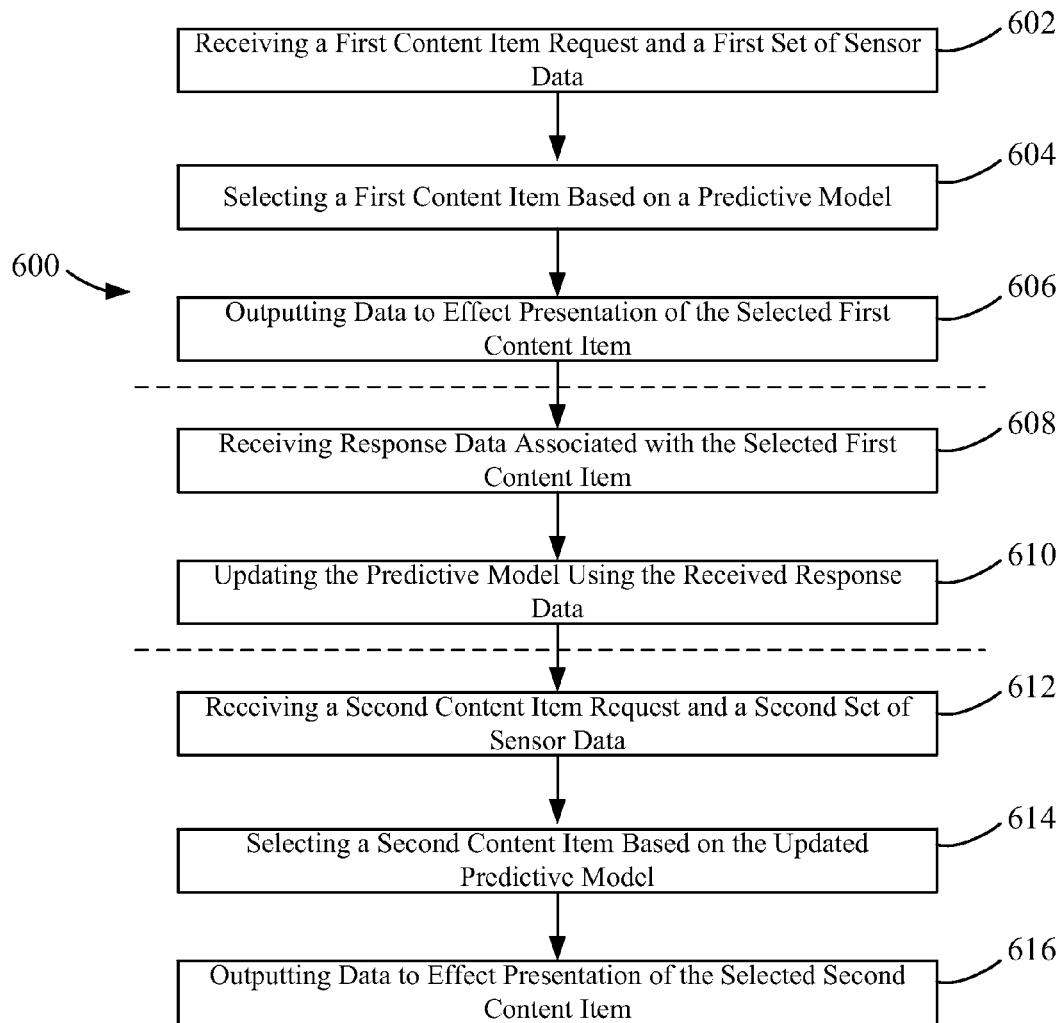 602
Receiving a First Content Item Request and a First Set of Sensor
Data
604
Selecting a First Content Item Based on a Predictive Model
600
606
Outputting Data to Effect Presentation of the Selected First
Content Item
608
Receiving Response Data Associated with the Selected First
Content Item
610
Updating the Predictive Model Using the Received Response
Data
612
Receiving a Second Content Item Request and a Second Set of
Sensor Data
614
Selecting a Second Content Item Based on the Updated
Predictive Model
616
Outputting Data to Effect Presentation of the Selected Second
Content Item